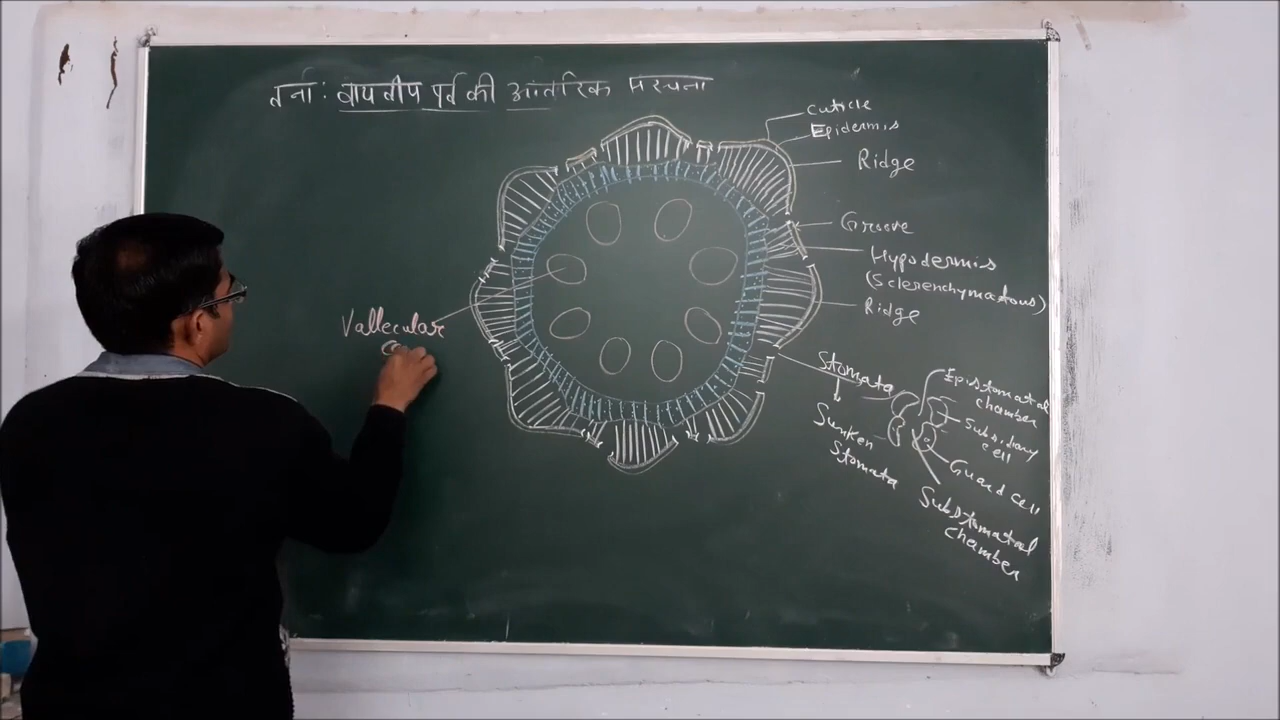 तना: वायवीय पर्व की आंतरिक संरचना
Cuticle
Epidermis
Ridge
Groove
Hypodermis
(Sclerenchymatous)
Ridge
Vallecular
Stomata
Sunken
Stomata
Epistomatal
chamber
Subsidiary
cell
Guard cell
Substomatal
chamber